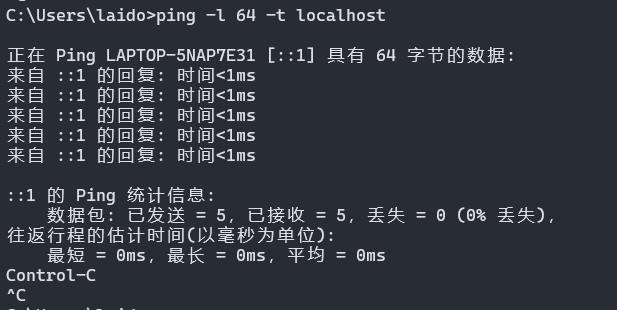 C:\Users\laido>ping -l 64 -t localhost
正在 Ping LAPTOP-5NAP7E31 [::1] 具有 64 字节的数据:
来自 ::1 的回复: 时间<1ms
来自 ::1 的回复: 时间<1ms
来自 ::1 的回复: 时间<1ms
来自 ::1 的回复: 时间<1ms
来自 ::1 的回复: 时间<1ms
::1 的 Ping 统计信息:
数据包: 已发送 = 5，已接收 = 5，丢失 = 0 (0% 丢失)，
往返行程的估计时间(以毫秒为单位):
最短 = 0ms，最长 = 0ms，平均 = 0ms
Control-C
^C